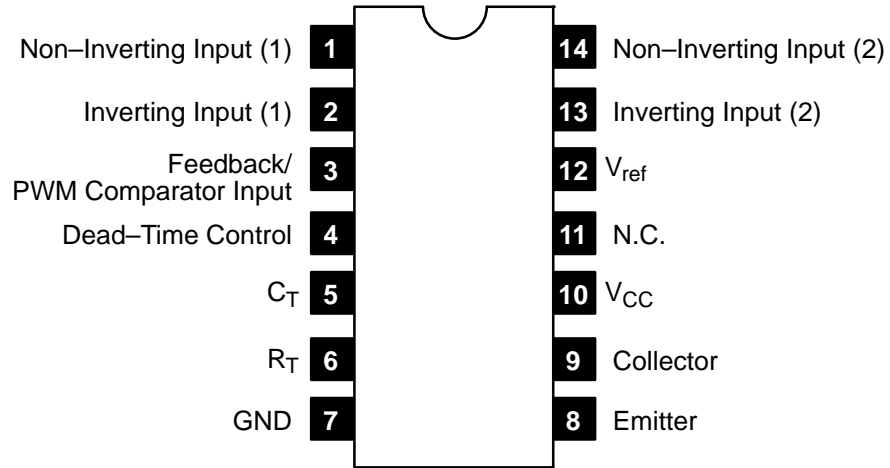 Non–Inverting Input (1) 1
14 Non–Inverting Input (2)
Inverting Input (1) 2
13 Inverting Input (2)
Feedback/
PWM Comparator Input 3
12 Vref
Dead–Time Control 4
11 N.C.
CT 5
10 VCC
RT 6
9 Collector
GND 7
8 Emitter